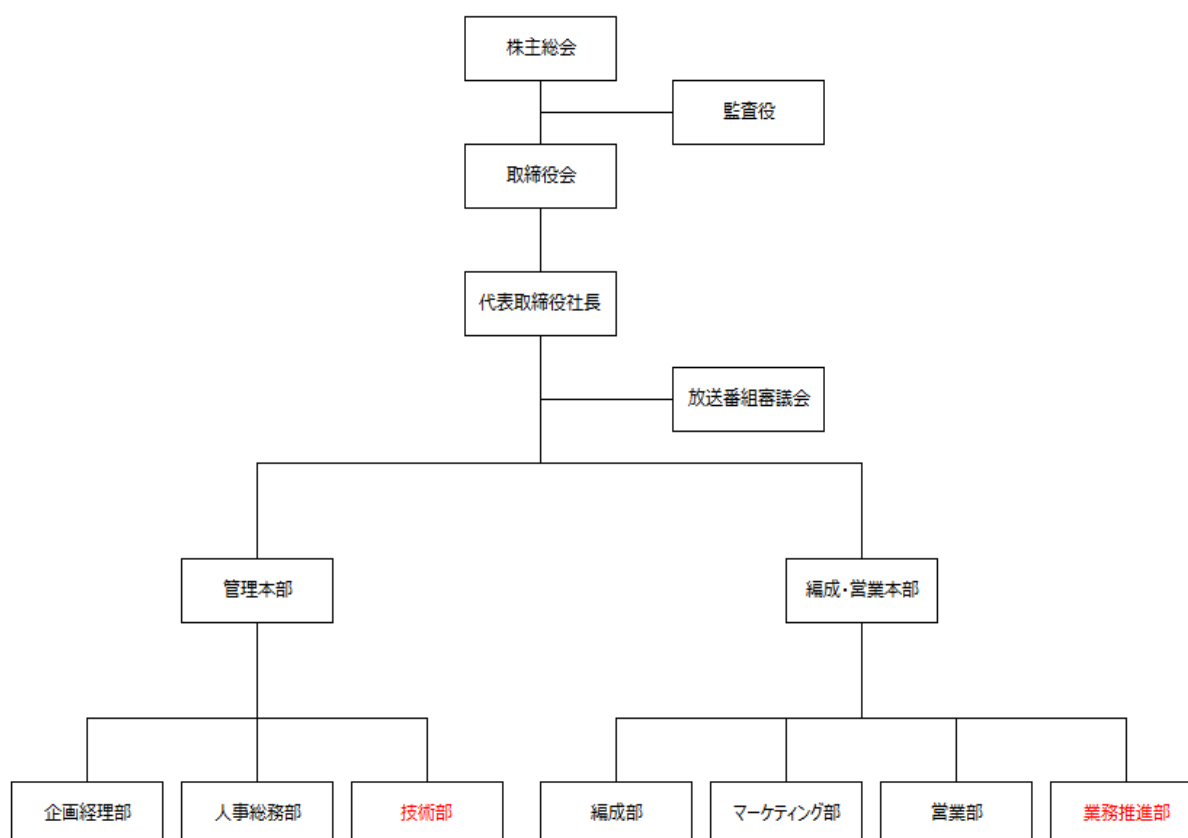 株主総会
監査役
取締役会
代表取締役社長
放送番組審議会
管理本部
編成・営業本部
企画経理部
人事総務部
技術部
編成部
マーケティング部
営業部
業務推進部